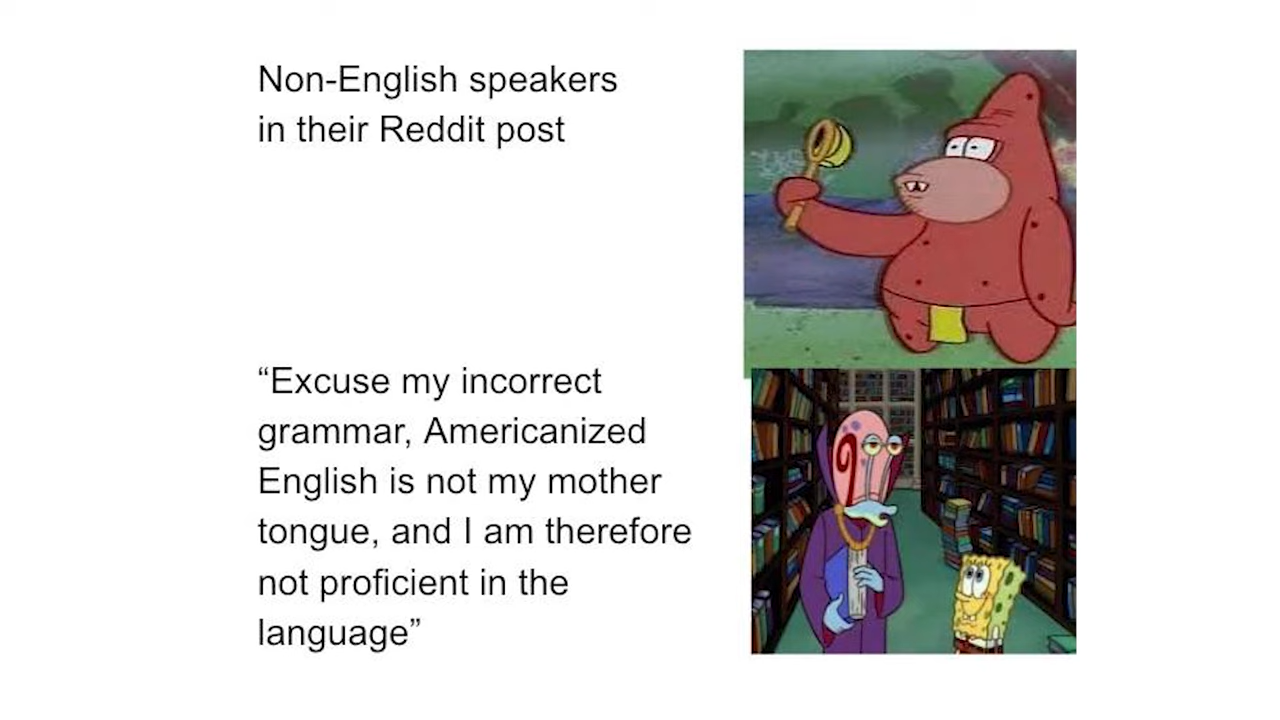 Non-English speakers
in their Reddit post
“Excuse my incorrect
grammar, Americanized
English is not my mother
tongue, and I am therefore
not proficient in the
language”